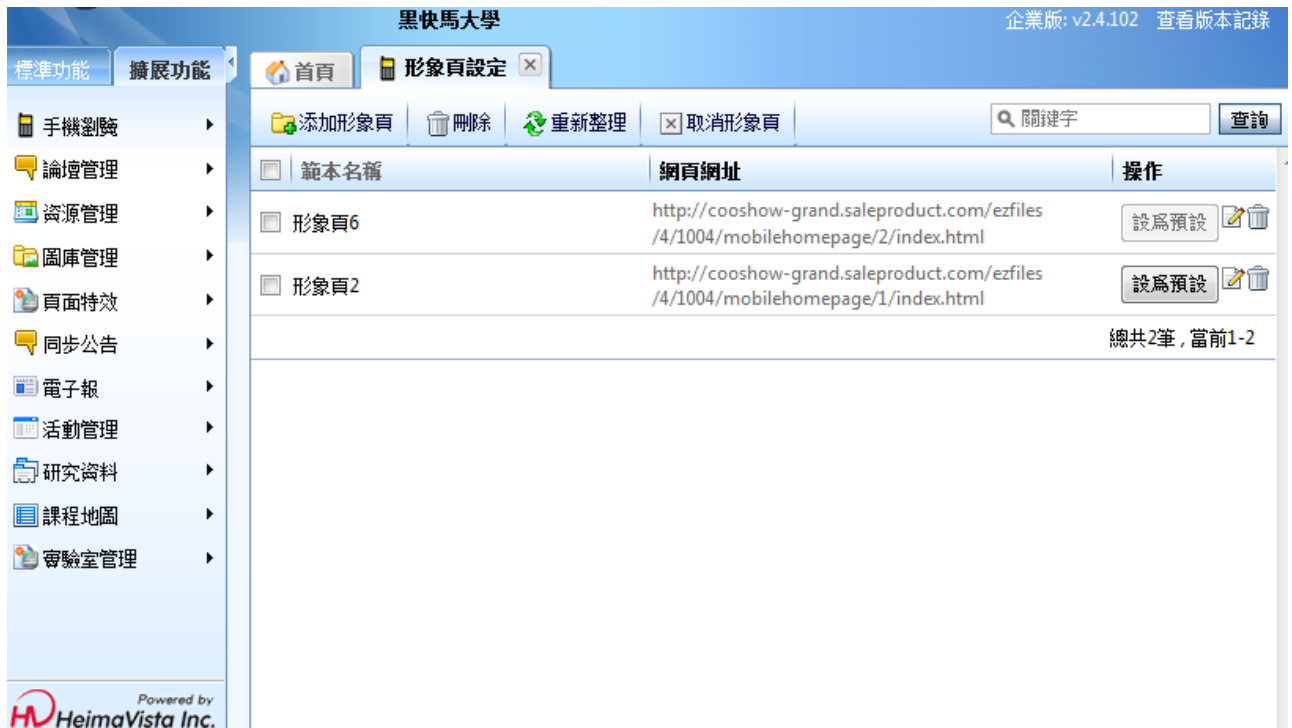 黑快馬大學
企業版: v2.4.102 查看版本記錄
標準功能 擴展功能
首頁 形象頁設定
添加形象頁 刪除 重新整理 取消形象頁 關鍵字 查詢
範本名稱 網頁網址 操作
形象頁6 http://cooshow-grand.saleproduct.com/ezfiles
/4/1004/mobilehomepage/2/index.html 設爲預設
形象頁2 http://cooshow-grand.saleproduct.com/ezfiles
/4/1004/mobilehomepage/1/index.html 設爲預設
總共2筆 , 當前1-2
手機瀏覽
論壇管理
資源管理
圖庫管理
頁面特效
同步公告
電子報
活動管理
研究資料
課程地圖
實驗室管理
Powered by
HeimaVista Inc.